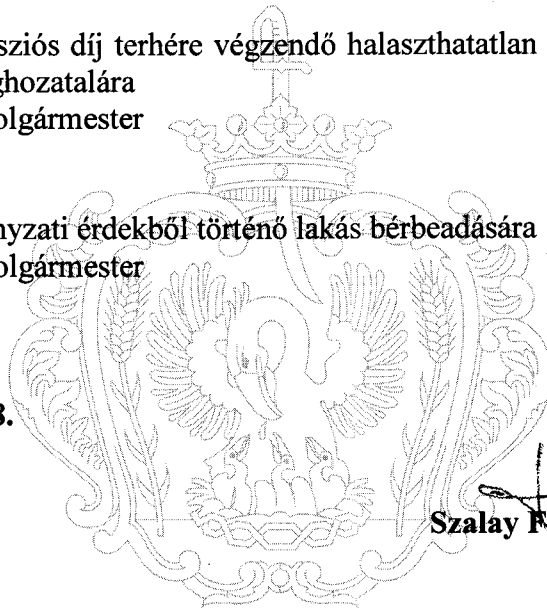 sziós díj terhére végzendő halaszthatatlan
ghozatalára
olgármester
nyzati érdekből történő lakás bérbeadására
olgármester
3.
Szalay F